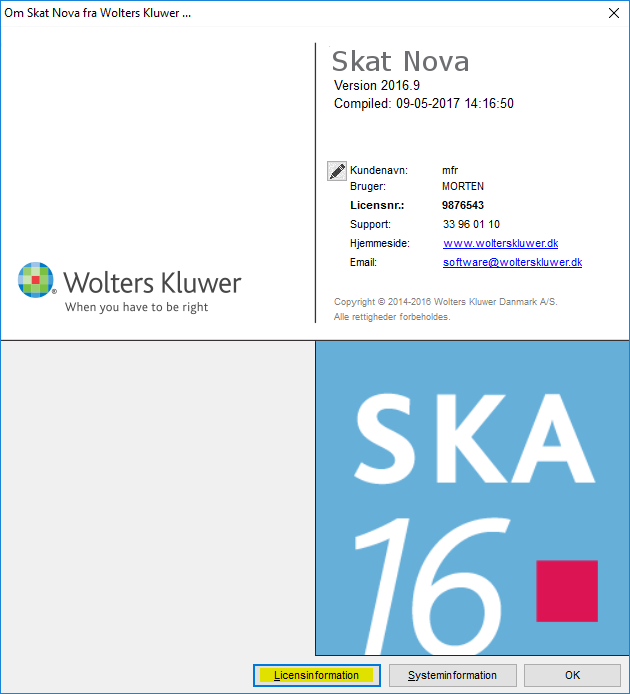 Om Skat Nova fra Wolters Kluwer ...
Skat Nova
Version 2016.9
Compiled: 09-05-2017 14:16:50
Kundenavn: mfr
Bruger: MORTEN
Licensnr.: 9876543
Support: 33 96 01 10
Hjemmeside: www.wolterskluwer.dk
Email: software@wolterskluwer.dk
Wolters Kluwer
When you have to be right
Copyright © 2014-2016 Wolters Kluwer Danmark A/S.
Alle rettigheder forbeholdes.
SKA
16
Licensinformation
Systeminformation
OK